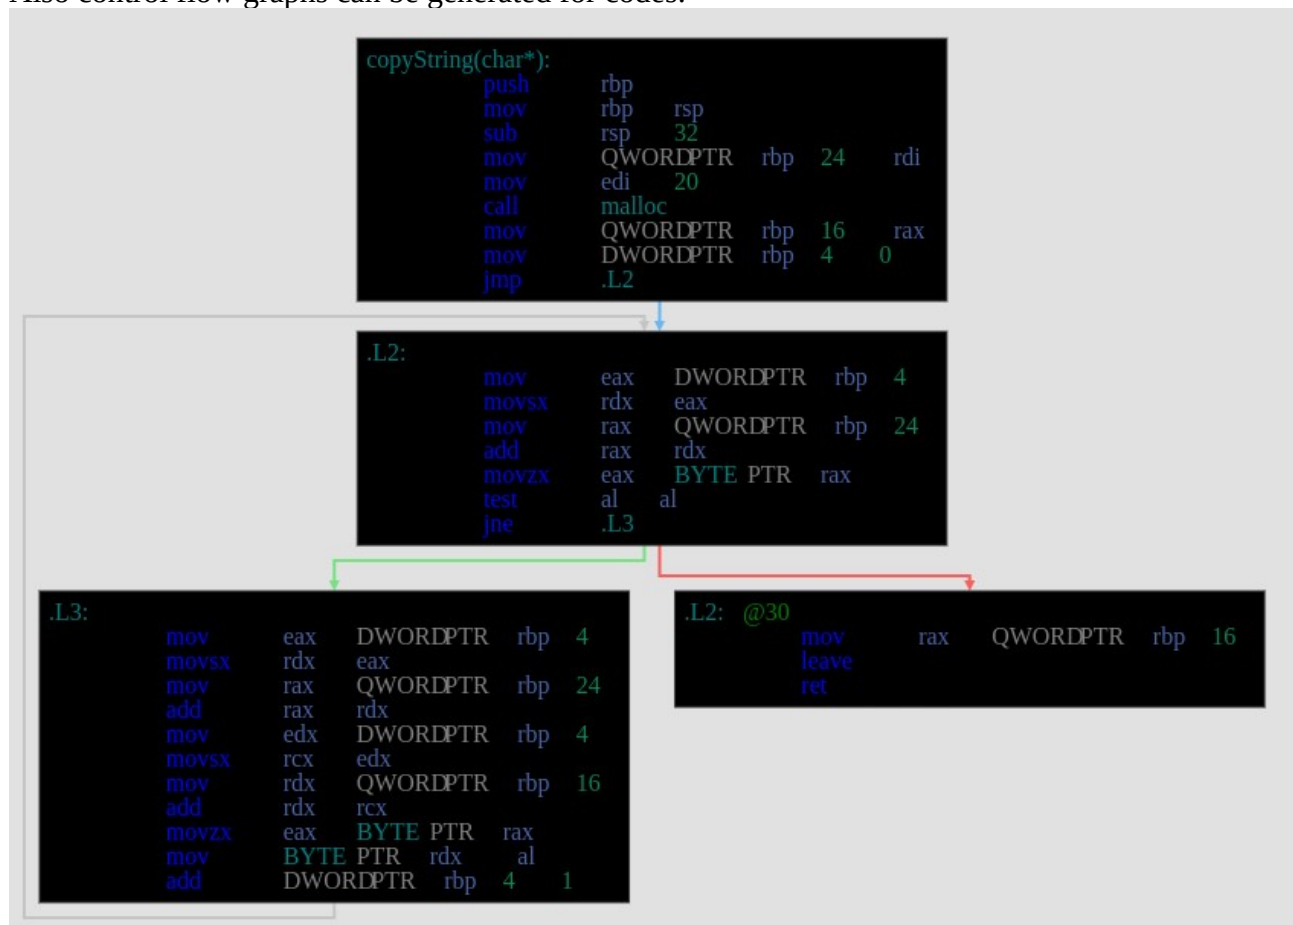 Also control flow graphs can be generated for codes.
copyString(char*):
push rbp
mov rbp rsp
sub rsp 32
mov QWORDPTR rbp 24 rdi
mov edi 20
call malloc
mov QWORDPTR rbp 16 rax
mov DWORDPTR rbp 4 0
jmp .L2
.L2:
mov eax DWORDPTR rbp 4
movsx rdx eax
mov rax QWORDPTR rbp 24
add rax rdx
movzx eax BYTE PTR rax
test al al
jne .L3
.L3:
mov eax DWORDPTR rbp 4
movsx rdx eax
mov rax QWORDPTR rbp 24
add rax rdx
mov edx DWORDPTR rbp 4
movsx rcx edx
mov rdx QWORDPTR rbp 16
add rdx rcx
movzx eax BYTE PTR rax
mov BYTE PTR rdx al
add DWORDPTR rbp 4 1
.L2: @30
mov rax QWORDPTR rbp 16
leave
ret